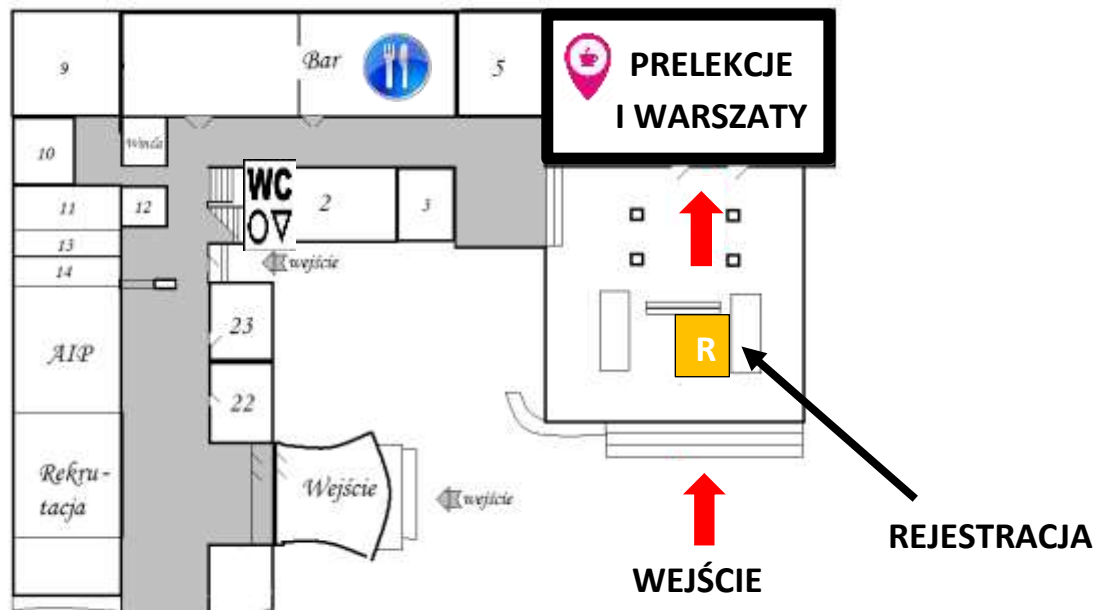 9
Bar
5
PRELEKCJE
I WARSZATY
10
Winda
WC
2
3
11
12
13
14
wejście
23
AIP
R
22
Rekru-
tacja
Wejście
wejście
WEJŚCIE
REJESTRACJA